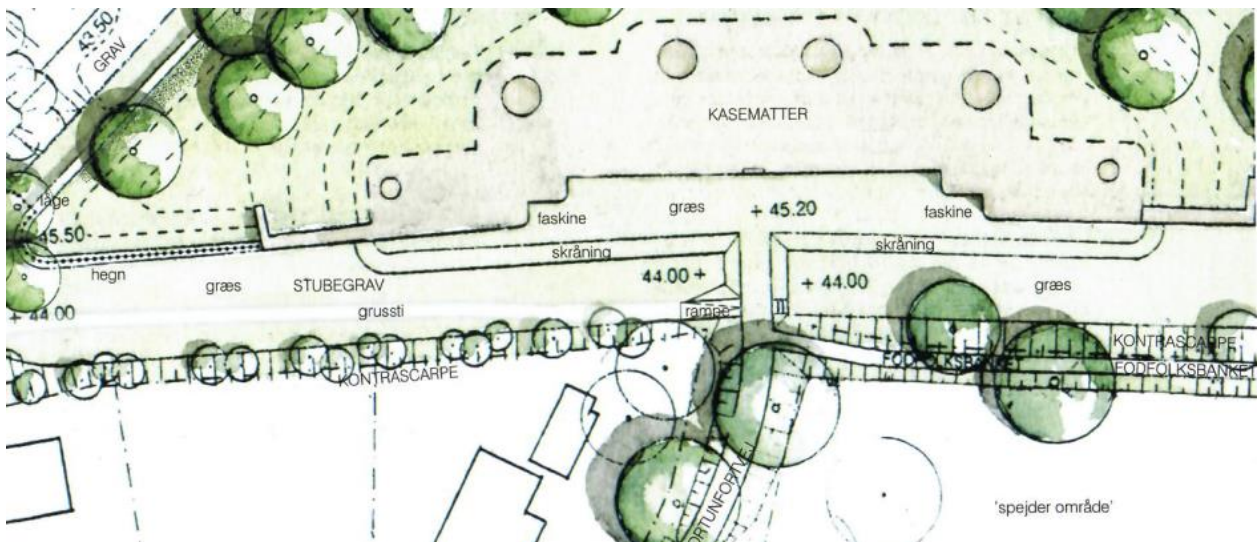 43.50
GRAV
KASEMATTER
låge
45.50
faskine
græs
+ 45.20
faskine
hegn
græs
STUBEGRAV
skråning
44.00 +
skråning
+ 44.00
græs
+ 44.00
grussti
rampe
KONTRASCARPE
KONTRASCARPE
FODFOLKSBANKET
FODFOLKSBANKET
ORTUNFORTVEJ
'spejder område'